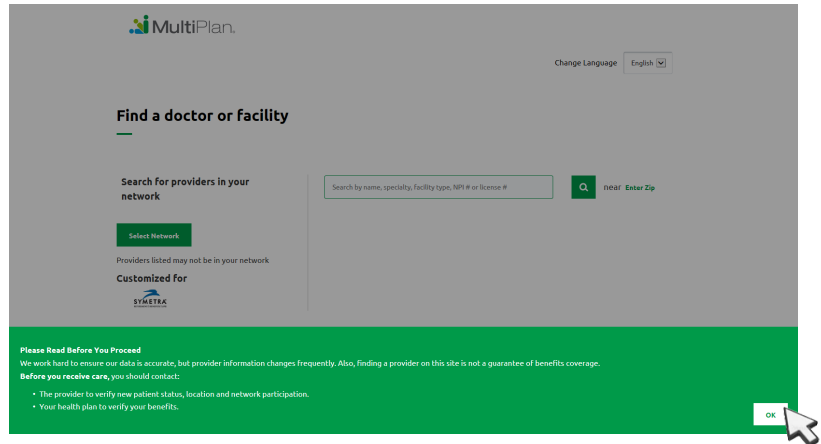 MultiPlan.
Change Language English
Find a doctor or facility
Search for providers in your
network
Search by name, specialty, facility type, NPI # or license #
near Enter Zip
Select Network
Providers listed may not be in your network
Customized for
SYMETRA
Please Read Before You Proceed
We work hard to ensure our data is accurate, but provider information changes frequently. Also, finding a provider on this site is not a guarantee of benefits coverage.
Before you receive care, you should contact:
• The provider to verify new patient status, location and network participation.
• Your health plan to verify your benefits.
OK